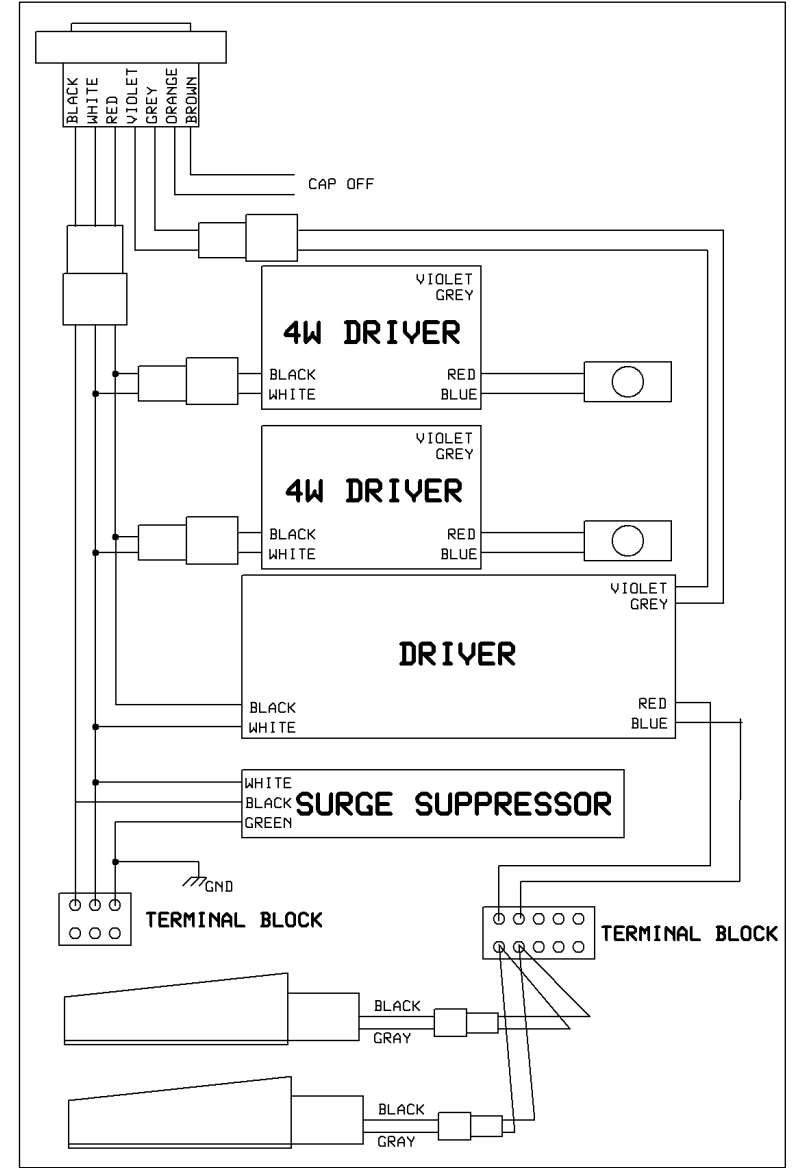 BLACK
WHITE
RED
VIOLET
GREY
ORANGE
BROWN
CAP OFF
VIOLET
GREY
4W DRIVER
BLACK
WHITE
RED
BLUE
VIOLET
GREY
4W DRIVER
BLACK
WHITE
RED
BLUE
VIOLET
GREY
DRIVER
BLACK
WHITE
RED
BLUE
WHITE
BLACK
GREEN
SURGE SUPPRESSOR
GND
TERMINAL BLOCK
TERMINAL BLOCK
BLACK
GRAY
BLACK
GRAY